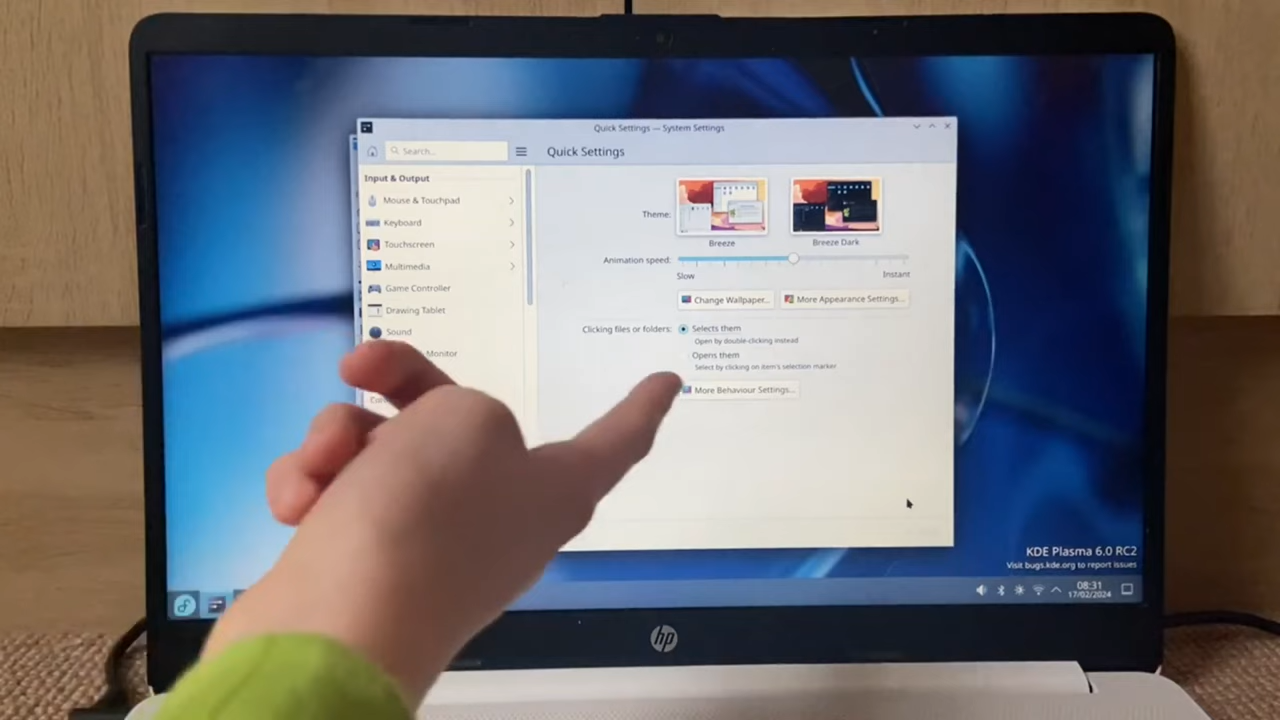 Quick Settings — System Settings
Search...
Quick Settings
Input & Output
Mouse & Touchpad
Keyboard
Touchscreen
Multimedia
Game Controller
Drawing Tablet
Sound
Monitor
Theme:
Breeze
Breeze Dark
Animation speed:
Slow
Instant
Change Wallpaper...
More Appearance Settings...
Clicking files or folders:
Selects them
Open by double-clicking instead
Opens them
Select by clicking on item's selection marker
More Behaviour Settings...
KDE Plasma 6.0 RC2
Visit bugs.kde.org to report issues
08:31
17/02/2024
hp